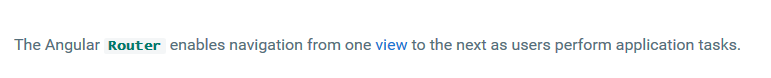 The Angular Router enables navigation from one view to the next as users perform application tasks.